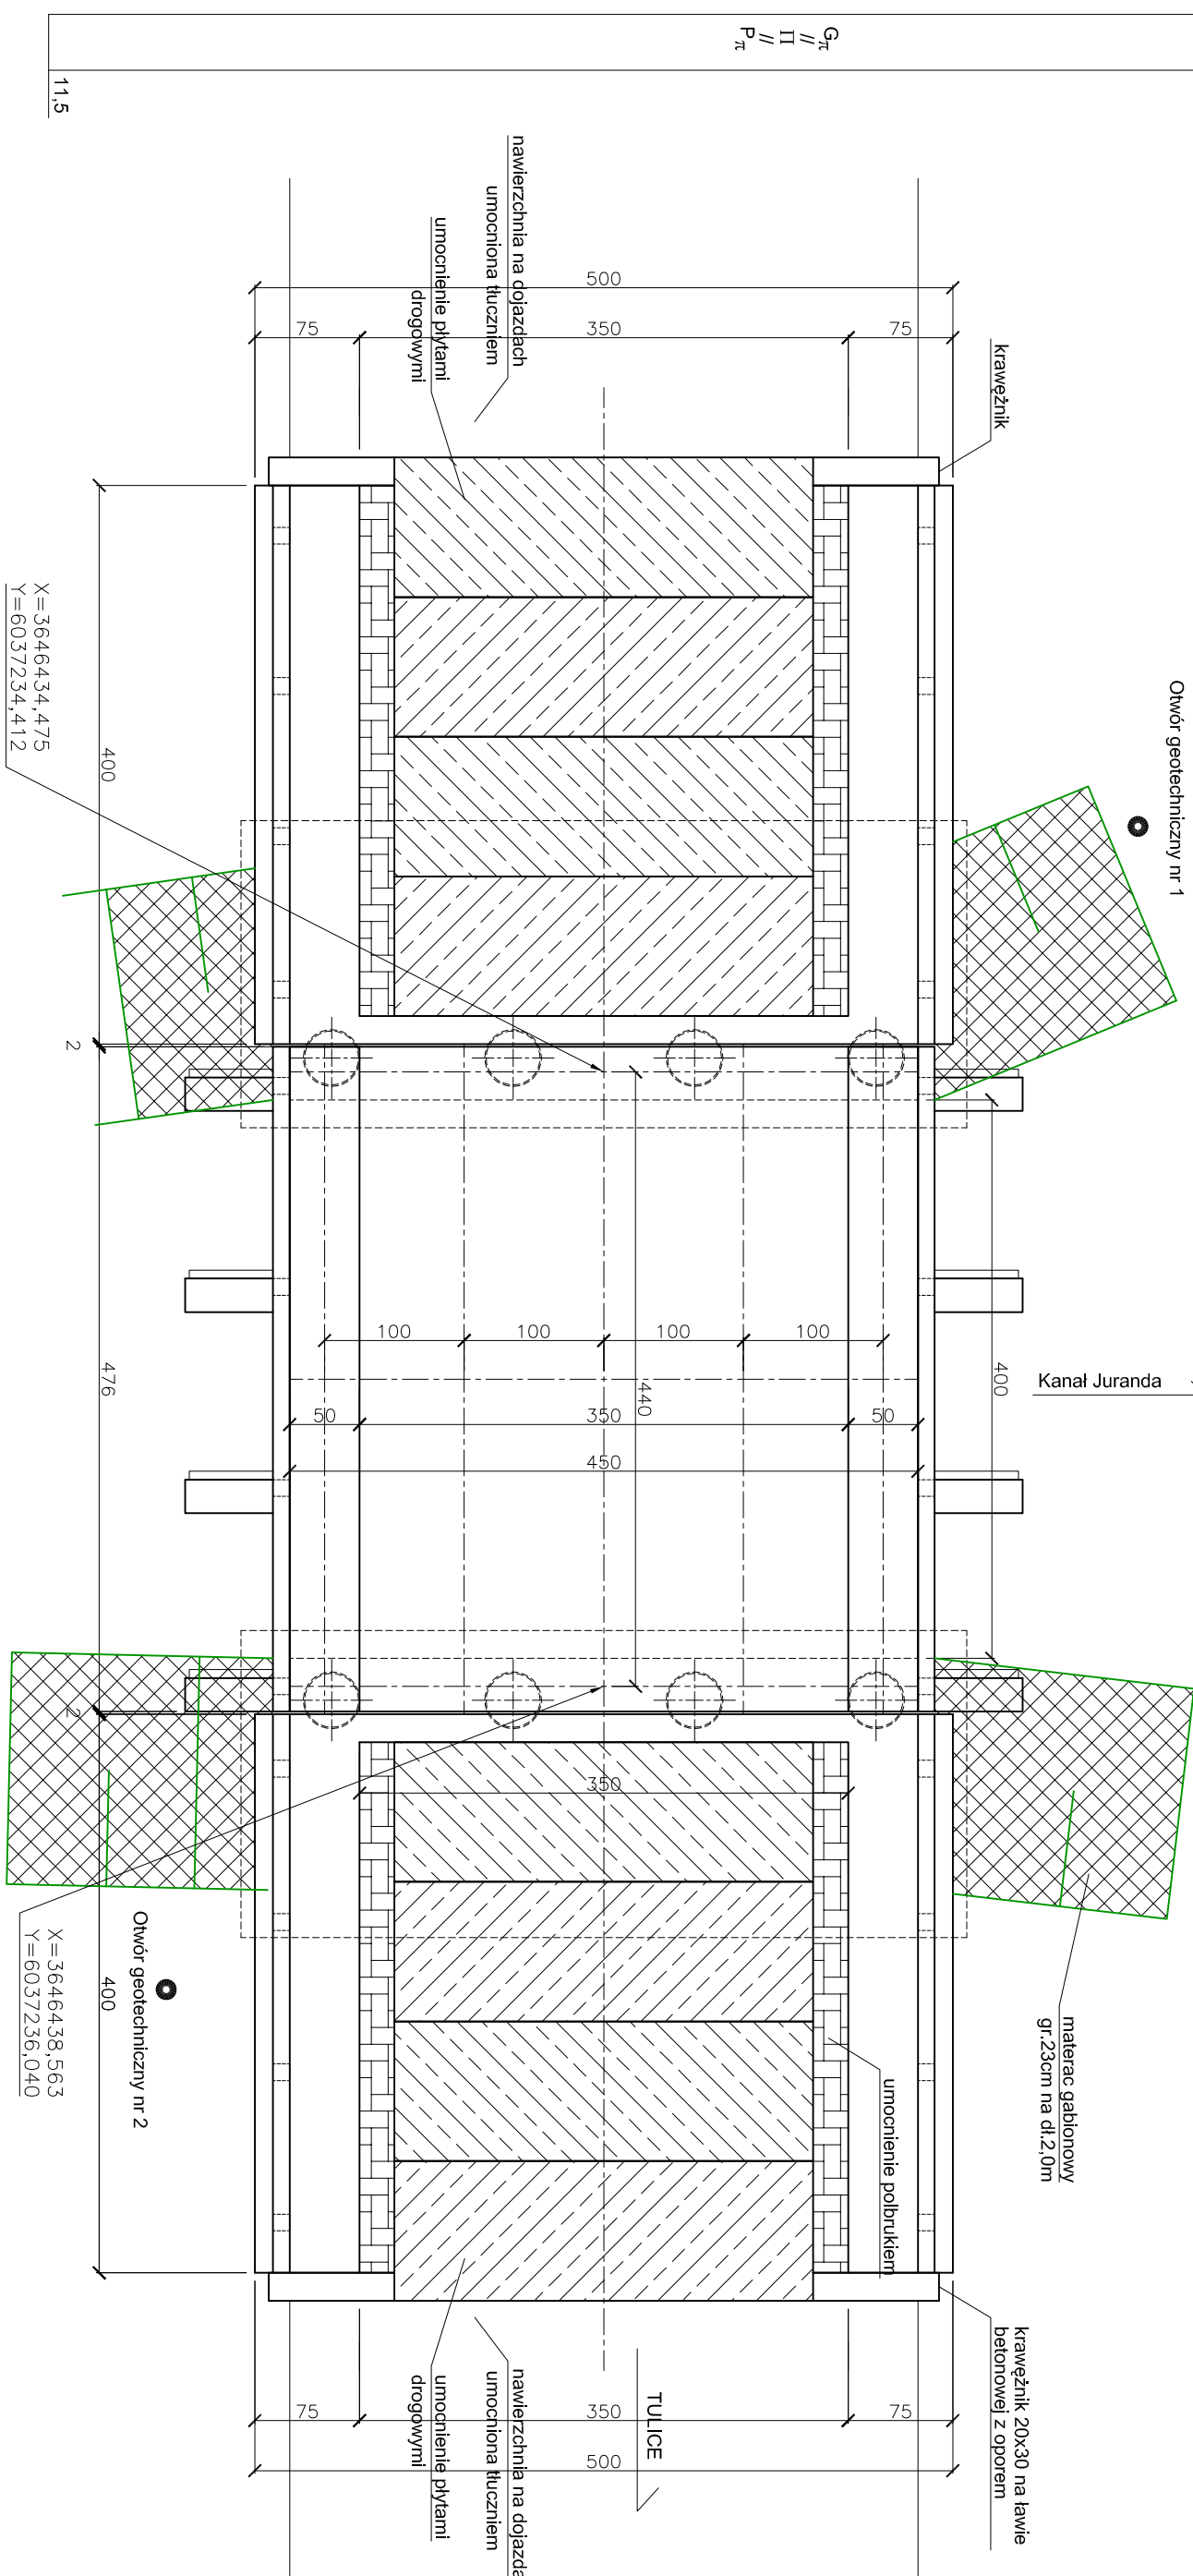 G π
//
II
//
P π
11,5
nawierzchnia na dojazdach
umocniona tłuczniem
umocnienie płytami
drogowymi
500
75
350
75
krawężnik
Otwór geotechniczny nr 1
X=3646434,475
Y=6037234,412
400
2
476
2
400
100
100
100
100
440
50
350
50
450
400
Kanał Juranda
350
Otwór geotechniczny nr 2
X=3646438,563
Y=6037236,040
materac gabionowy
gr.23cm na dł.2,0m
umocnienie polbrukiem
krawężnik 20x30 na ławie
betonowej z oporem
TULICE
nawierzchnia na dojazda
umocniona tłuczniem
umocnienie płytami
drogowymi
75
350
75
500